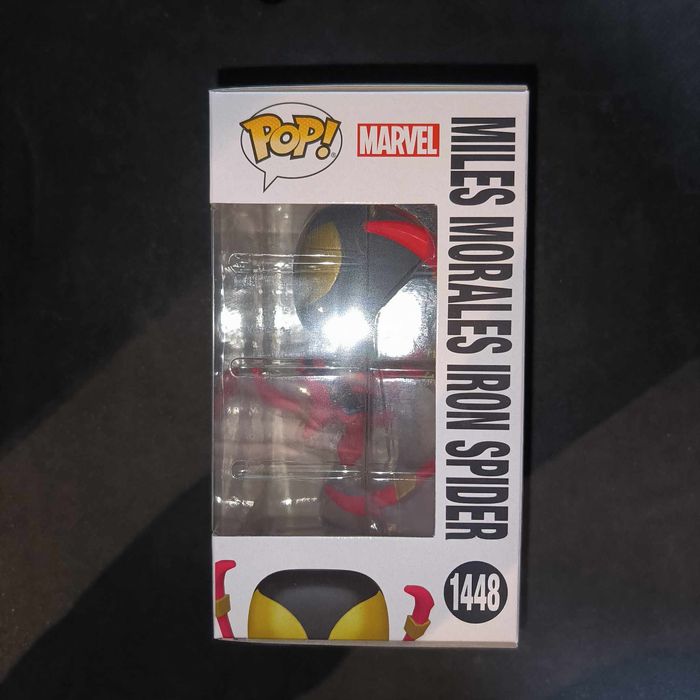 POP!
MARVEL
MILES MORALES IRON SPIDER
1448